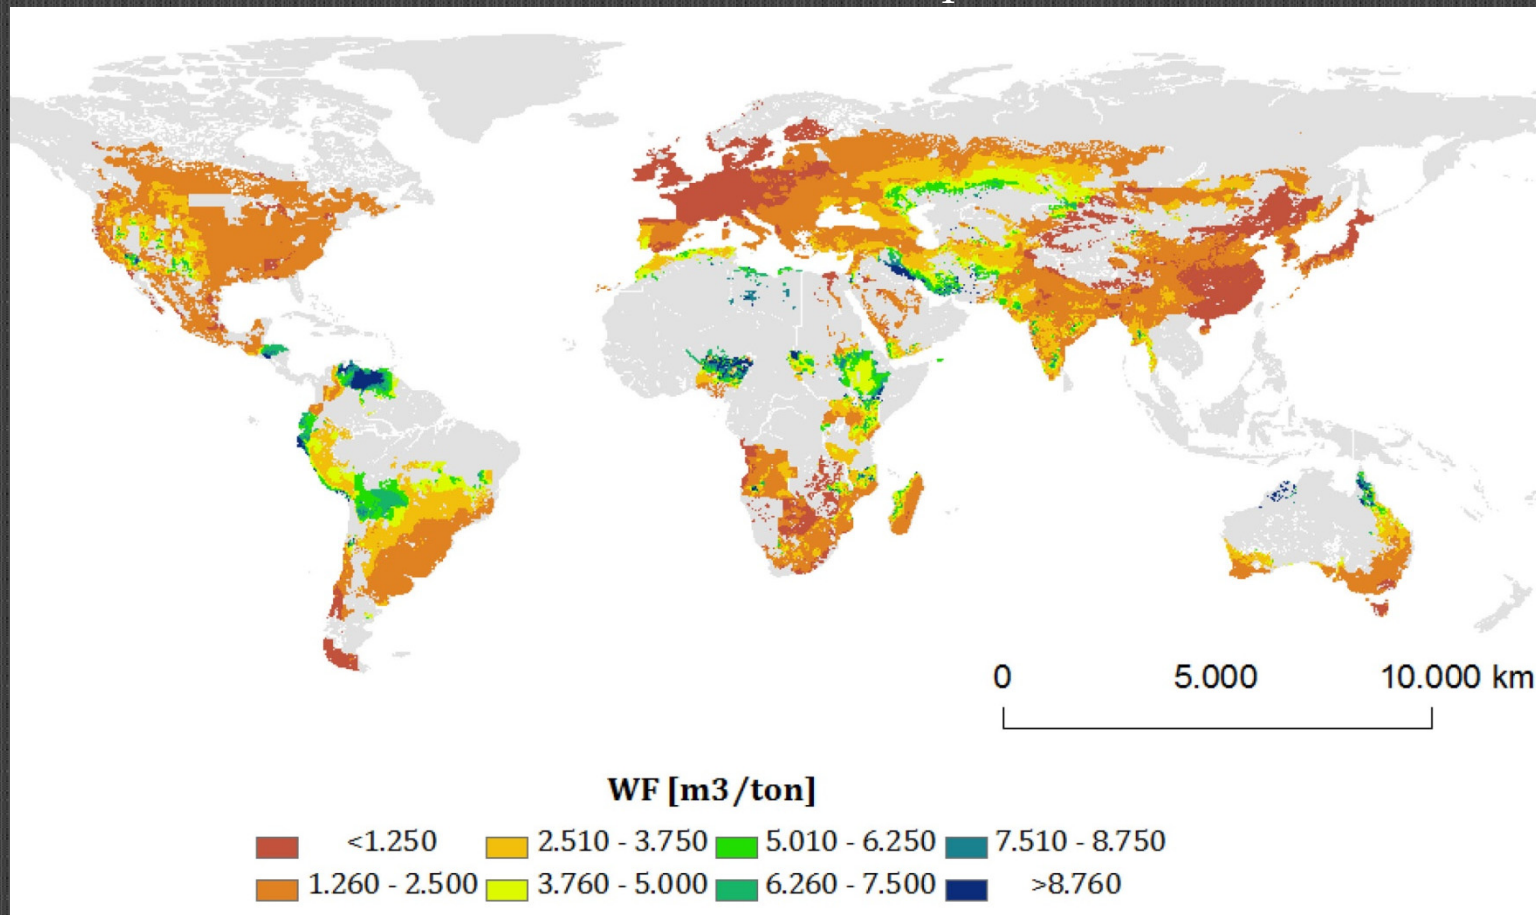 0 5.000 10.000 km
WF [m3/ton]
<1.250 2.510 - 3.750 5.010 - 6.250 7.510 - 8.750
1.260 - 2.500 3.760 - 5.000 6.260 - 7.500 >8.760